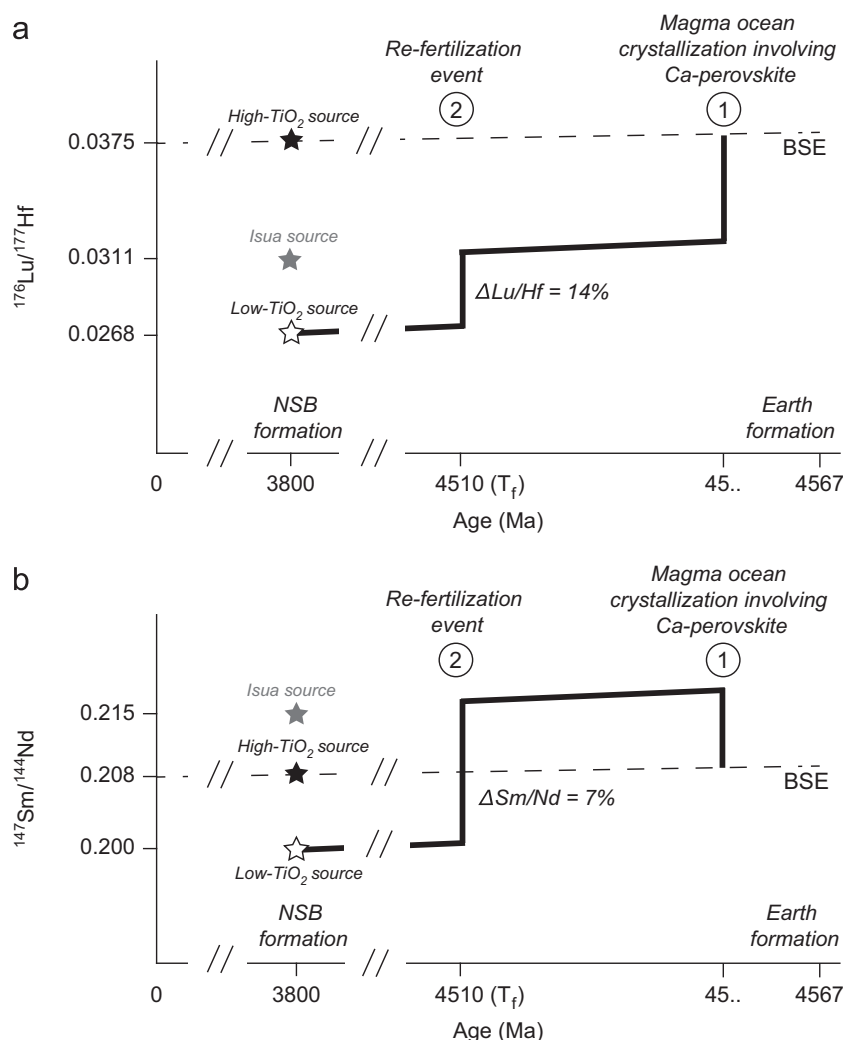 a
Re-fertilization
event
②
Magma ocean
crystallization involving
Ca-perovskite
①
High-TiO₂ source
0.0375
BSE
Isua source
0.0311
Low-TiO₂ source
0.0268
ΔLu/Hf = 14%
¹⁷⁶Lu/¹⁷⁷Hf
NSB
formation
Earth
formation
0 3800 4510 (T_f) 45.. 4567
Age (Ma)
b
Re-fertilization
event
②
Magma ocean
crystallization involving
Ca-perovskite
①
Isua source
0.215
High-TiO₂ source
0.208
BSE
ΔSm/Nd = 7%
0.200
Low-TiO₂ source
¹⁴⁷Sm/¹⁴⁴Nd
NSB
formation
Earth
formation
0 3800 4510 (T_f) 45.. 4567
Age (Ma)